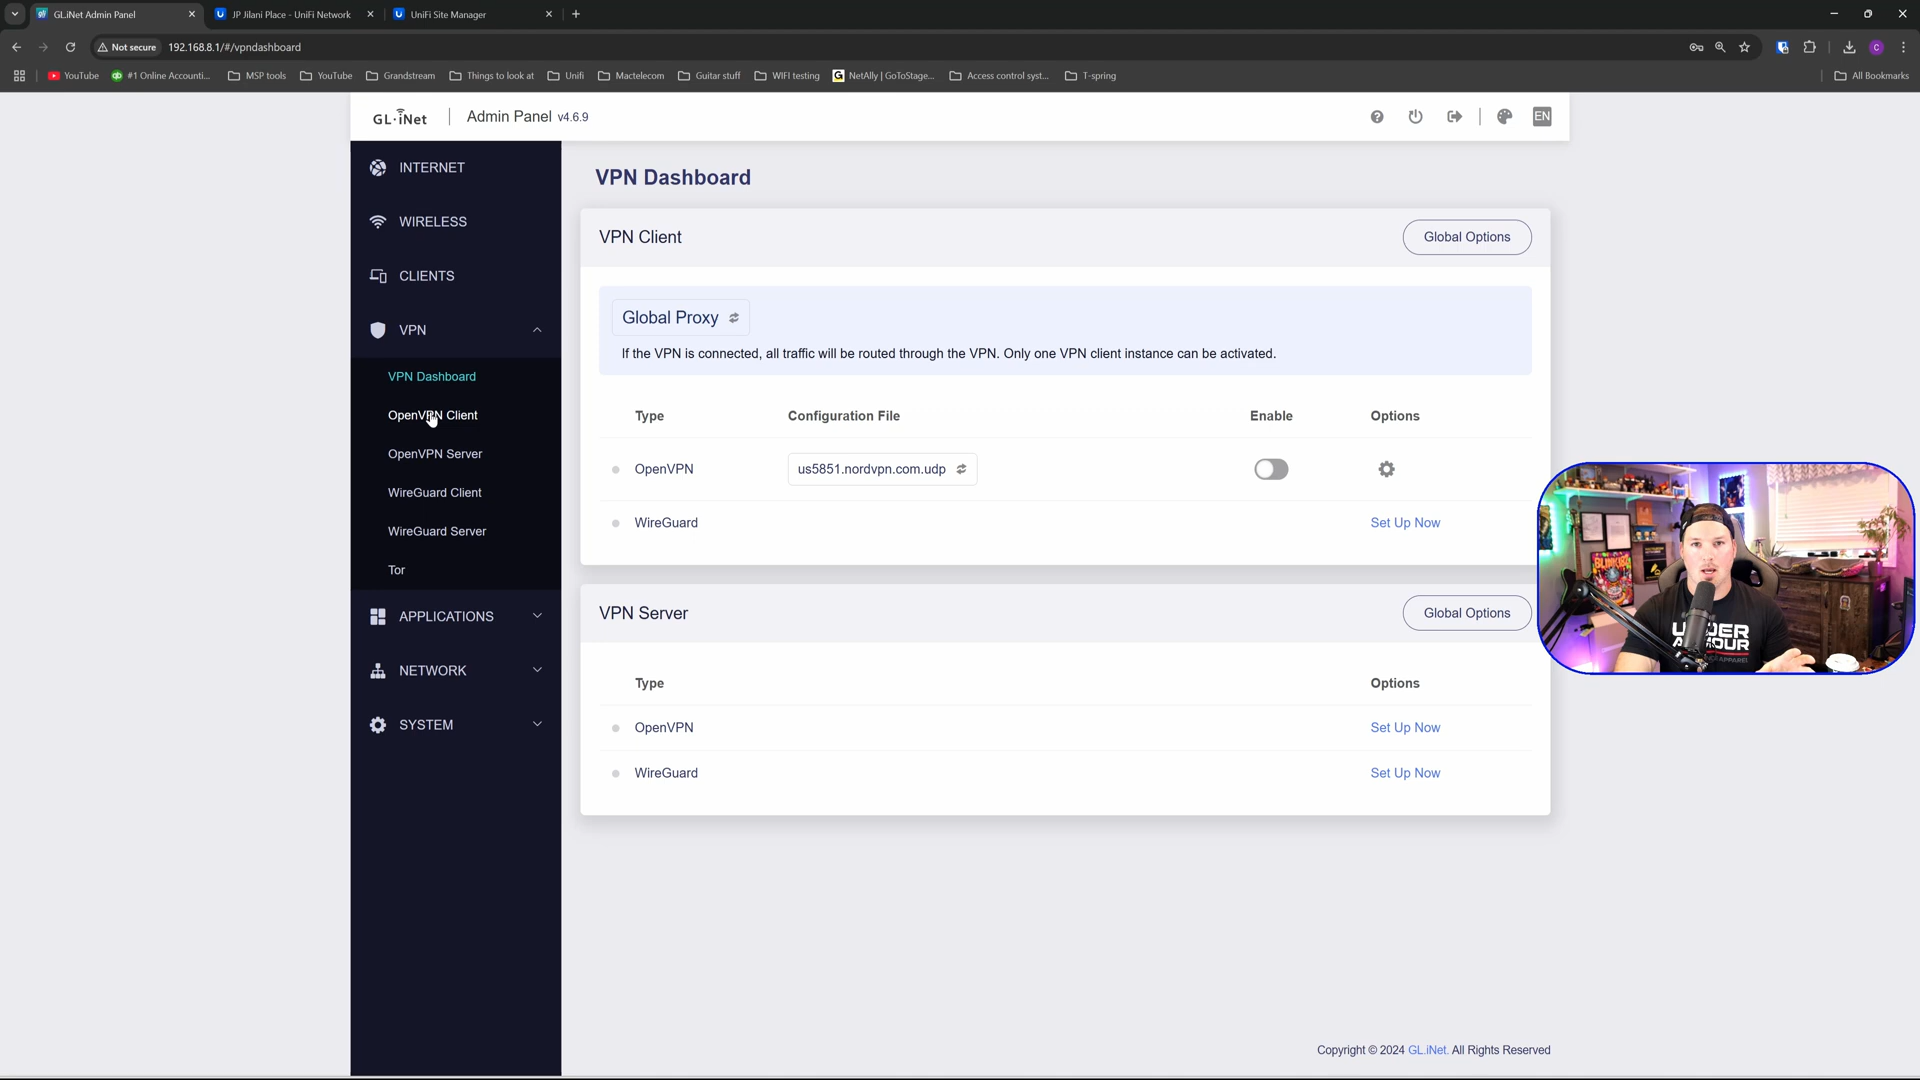 GL.iNet Admin Panel
JP Jilani Place - UniFi Network
UniFi Site Manager
Not secure
192.168.8.1/#/vpndashboard
YouTube
#1 Online Accounti...
MSP tools
YouTube
Grandstream
Things to look at
Unifi
Mactelecom
Guitar stuff
WIFI testing
NetAlly | GoToStage...
Access control syst...
T-spring
All Bookmarks
GL·iNet
Admin Panel v4.6.9
EN
INTERNET
WIRELESS
CLIENTS
VPN
VPN Dashboard
OpenVPN Client
OpenVPN Server
WireGuard Client
WireGuard Server
Tor
APPLICATIONS
NETWORK
SYSTEM
VPN Dashboard
VPN Client
Global Options
Global Proxy
If the VPN is connected, all traffic will be routed through the VPN. Only one VPN client instance can be activated.
Type Configuration File Enable Options
OpenVPN us5851.nordvpn.com.udp
WireGuard Set Up Now
VPN Server
Global Options
Type Options
OpenVPN Set Up Now
WireGuard Set Up Now
Copyright © 2024 GL.iNet. All Rights Reserved
UNDER
ARMOUR